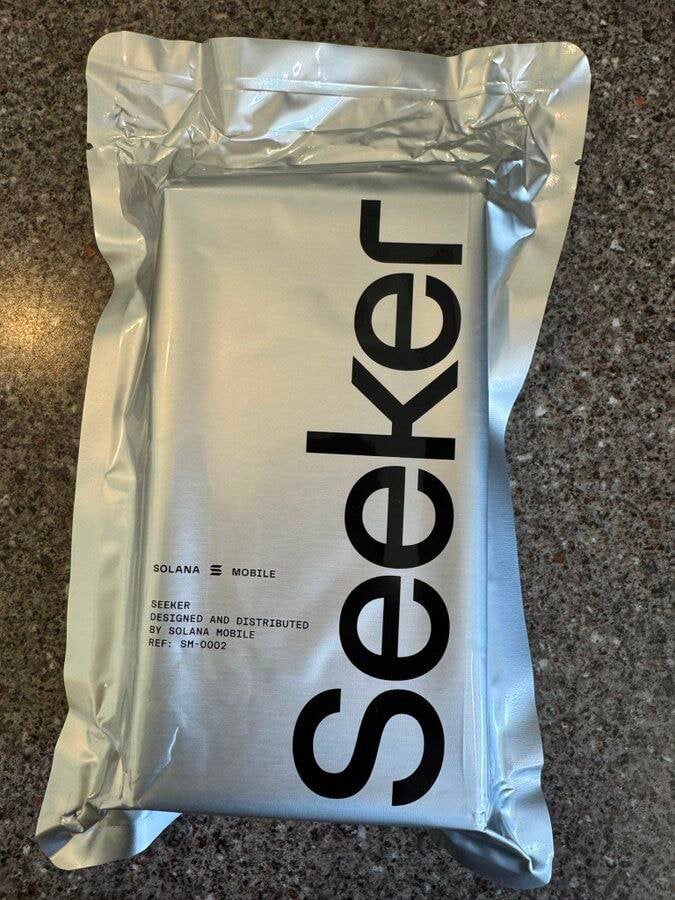 Seeker
SOLANA MOBILE
SEEKER
DESIGNED AND DISTRIBUTED
BY SOLANA MOBILE
REF: SM-0002